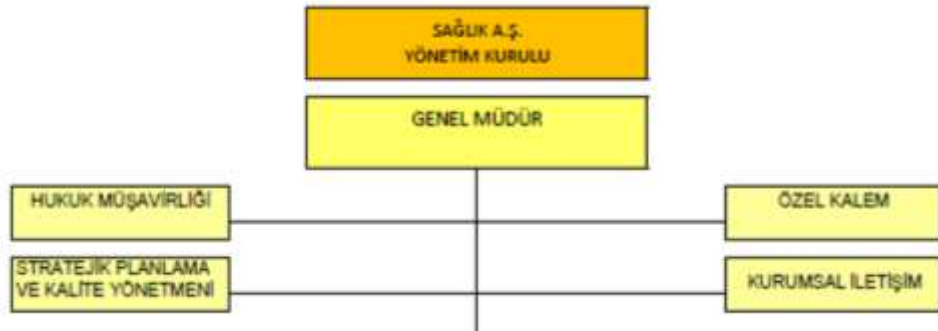 SAĞLIK A.Ş.
YÖNETİM KURULU
GENEL MÜDÜR
HUKUK MÜŞAVİRLİĞİ
ÖZEL KALEM
STRATEJİK PLANLAMA
VE KALİTE YÖNETMENİ
KURUMSAL İLETİŞİM